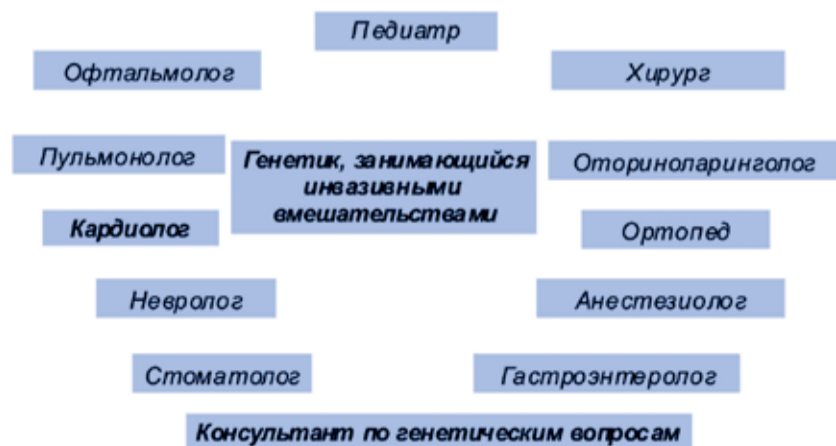 Педиатр
Офтальмолог
Хирург
Пульмонолог
Генетик, занимающийся
инвазивными
вмешательствами
Оториноларинголог
Кардиолог
Ортопед
Невролог
Анестезиолог
Стоматолог
Гастроэнтеролог
Консультант по генетическим вопросам